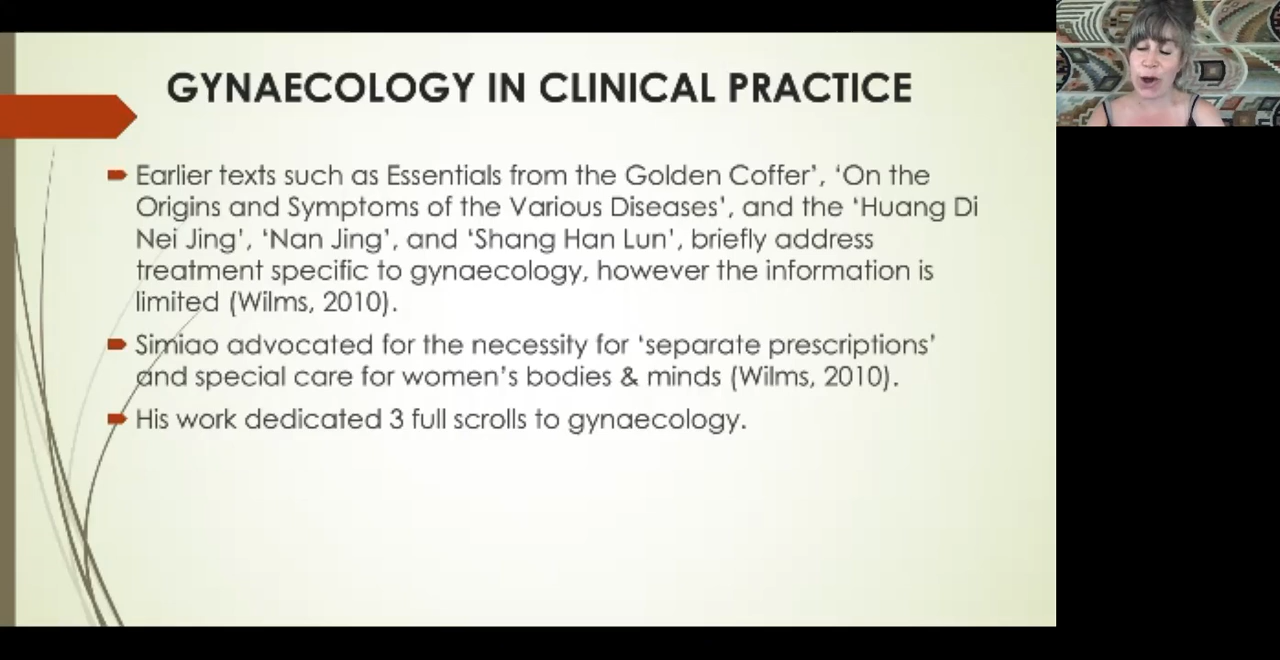 GYNAECOLOGY IN CLINICAL PRACTICE
Earlier texts such as Essentials from the Golden Coffer’, ‘On the
Origins and Symptoms of the Various Diseases’, and the ‘Huang Di
Nei Jing’, ‘Nan Jing’, and ‘Shang Han Lun’, briefly address
treatment specific to gynaecology, however the information is
limited (Wilms, 2010).
Simiao advocated for the necessity for ‘separate prescriptions’
and special care for women’s bodies & minds (Wilms, 2010).
His work dedicated 3 full scrolls to gynaecology.